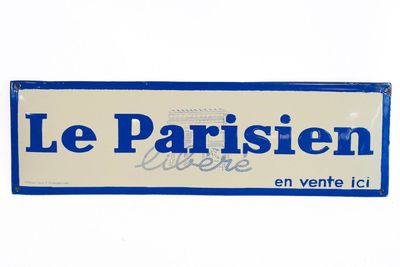 Le Parisien
libéré
en vente ici